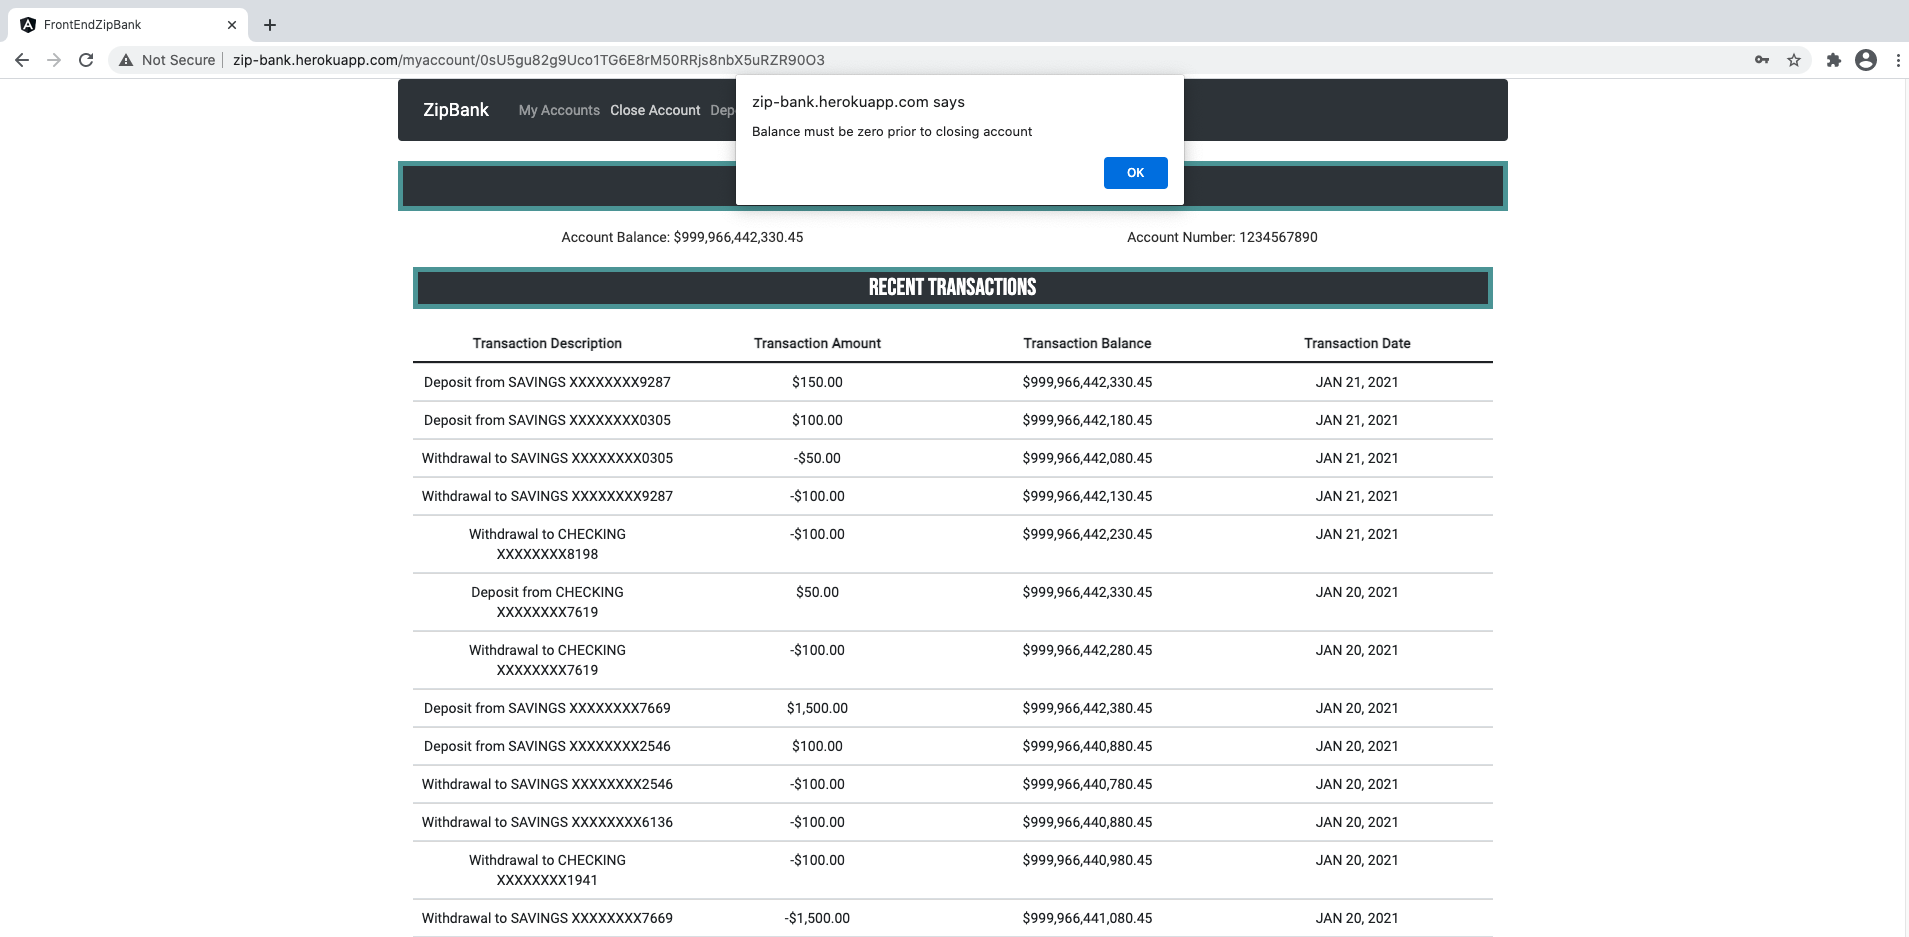 FrontEndZipBank
Not Secure
zip-bank.herokuapp.com/myaccount/0sU5gu82g9Uco1TG6E8rM50RRjs8nbX5uRZR90O3
ZipBank My Accounts Close Account Dep
zip-bank.herokuapp.com says
Balance must be zero prior to closing account
OK
Account Balance: $999,966,442,330.45 Account Number: 1234567890
RECENT TRANSACTIONS
Transaction Description Transaction Amount Transaction Balance Transaction Date
Deposit from SAVINGS XXXXXXXX9287 $150.00 $999,966,442,330.45 JAN 21, 2021
Deposit from SAVINGS XXXXXXXX0305 $100.00 $999,966,442,180.45 JAN 21, 2021
Withdrawal to SAVINGS XXXXXXXX0305 -$50.00 $999,966,442,080.45 JAN 21, 2021
Withdrawal to SAVINGS XXXXXXXX9287 -$100.00 $999,966,442,130.45 JAN 21, 2021
Withdrawal to CHECKING -$100.00 $999,966,442,230.45 JAN 21, 2021
XXXXXXXX8198
Deposit from CHECKING $50.00 $999,966,442,330.45 JAN 20, 2021
XXXXXXXX7619
Withdrawal to CHECKING -$100.00 $999,966,442,280.45 JAN 20, 2021
XXXXXXXX7619
Deposit from SAVINGS XXXXXXXX7669 $1,500.00 $999,966,442,380.45 JAN 20, 2021
Deposit from SAVINGS XXXXXXXX2546 $100.00 $999,966,440,880.45 JAN 20, 2021
Withdrawal to SAVINGS XXXXXXXX2546 -$100.00 $999,966,440,780.45 JAN 20, 2021
Withdrawal to SAVINGS XXXXXXXX6136 -$100.00 $999,966,440,880.45 JAN 20, 2021
Withdrawal to CHECKING -$100.00 $999,966,440,980.45 JAN 20, 2021
XXXXXXXX1941
Withdrawal to SAVINGS XXXXXXXX7669 -$1,500.00 $999,966,441,080.45 JAN 20, 2021